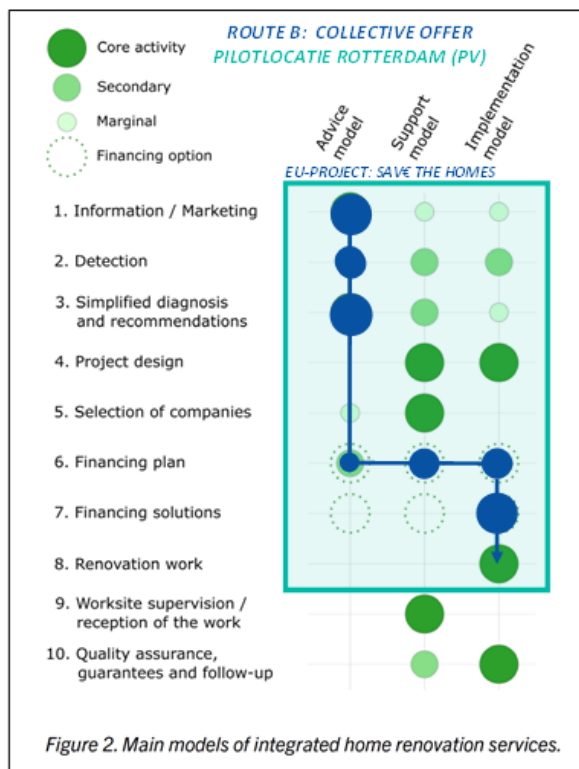 ROUTE B: COLLECTIVE OFFER
PILOTLOCATIE ROTTERDAM (PV)
Core activity
Secondary
Marginal
Financing option
Advice
model
Support
model
Implementation
model
EU-PROJECT: SAV€ THE HOMES
1. Information / Marketing
2. Detection
3. Simplified diagnosis
and recommendations
4. Project design
5. Selection of companies
6. Financing plan
7. Financing solutions
8. Renovation work
9. Worksite supervision /
reception of the work
10. Quality assurance,
guarantees and follow-up
Figure 2. Main models of integrated home renovation services.